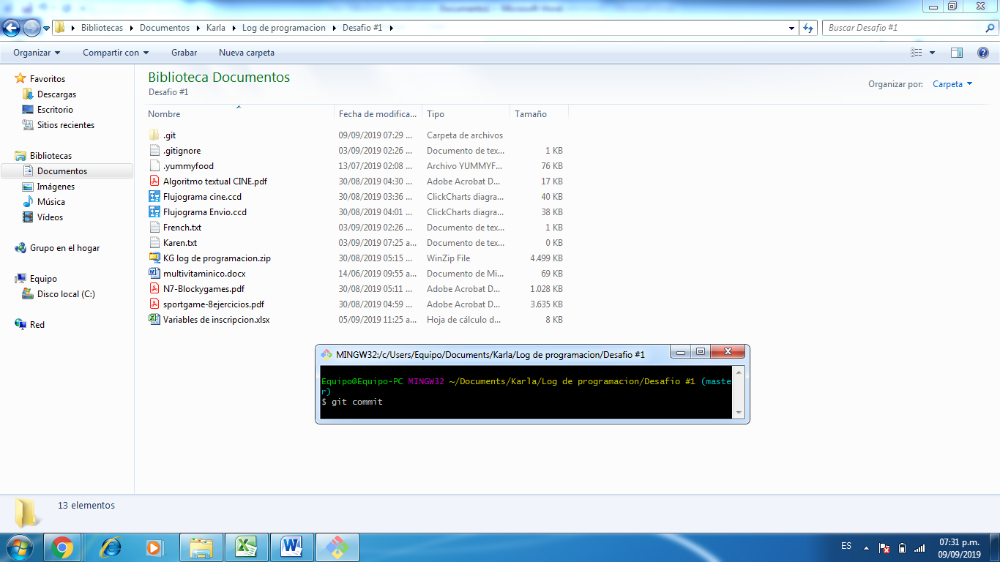 Bibliotecas Documentos Karla Log de programacion Desafio #1
Buscar Desafio #1
Organizar Compartir con Grabar Nueva carpeta
Favoritos
Descargas
Escritorio
Sitios recientes
Bibliotecas
Documentos
Imágenes
Música
Vídeos
Grupo en el hogar
Equipo
Disco local (C:)
Red
Biblioteca Documentos
Desafio #1
Organizar por: Carpeta
Nombre Fecha de modifica... Tipo Tamaño
.git 09/09/2019 07:29 ... Carpeta de archivos
.gitignore 03/09/2019 02:26 ... Documento de tex... 1 KB
.yummyfood 13/07/2019 02:08 ... Archivo YUMMYF... 76 KB
Algoritmo textual CINE.pdf 30/08/2019 04:30 ... Adobe Acrobat D... 17 KB
Flujograma cine.ccd 30/08/2019 03:36 ... ClickCharts diagra... 40 KB
Flujograma Envio.ccd 30/08/2019 04:01 ... ClickCharts diagra... 38 KB
French.txt 03/09/2019 02:26 ... Documento de tex... 1 KB
Karen.txt 03/09/2019 07:25 a... Documento de tex... 0 KB
KG log de programacion.zip 30/08/2019 05:15 ... WinZip File 4.499 KB
multivitaminico.docx 14/06/2019 09:55 a... Documento de Mi... 69 KB
N7-Blockygames.pdf 30/08/2019 05:11 ... Adobe Acrobat D... 1.028 KB
sportgame-8ejercicios.pdf 30/08/2019 04:59 ... Adobe Acrobat D... 3.635 KB
Variables de inscripcion.xlsx 05/09/2019 11:25 a... Hoja de cálculo d... 8 KB
MINGW32:/c/Users/Equipo/Documents/Karla/Log de programacion/Desafio #1
Equipo@Equipo-PC MINGW32 ~/Documents/Karla/Log de programacion/Desafio #1 (maste
r)
$ git commit
13 elementos
ES
07:31 p.m.
09/09/2019